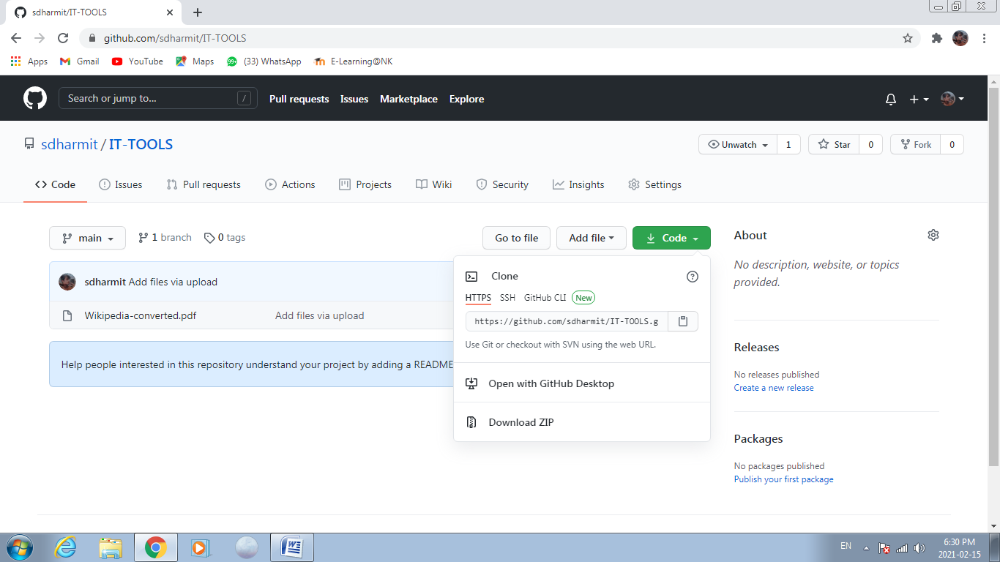 sdharmit/IT-TOOLS
github.com/sdharmit/IT-TOOLS
Apps Gmail YouTube Maps (33) WhatsApp E-Learning@NK
99+
Search or jump to... / Pull requests Issues Marketplace Explore
sdharmit / IT-TOOLS
Unwatch 1 Star 0 Fork 0
Code Issues Pull requests Actions Projects Wiki Security Insights Settings
main 1 branch 0 tags Go to file Add file Code
About
No description, website, or topics
provided.
sdharmit Add files via upload
Wikipedia-converted.pdf Add files via upload
Help people interested in this repository understand your project by adding a README
Clone
HTTPS SSH GitHub CLI New
https://github.com/sdharmit/IT-TOOLS.g
Use Git or checkout with SVN using the web URL.
Open with GitHub Desktop
Download ZIP
Releases
No releases published
Create a new release
Packages
No packages published
Publish your first package
EN
6:30 PM
2021-02-15